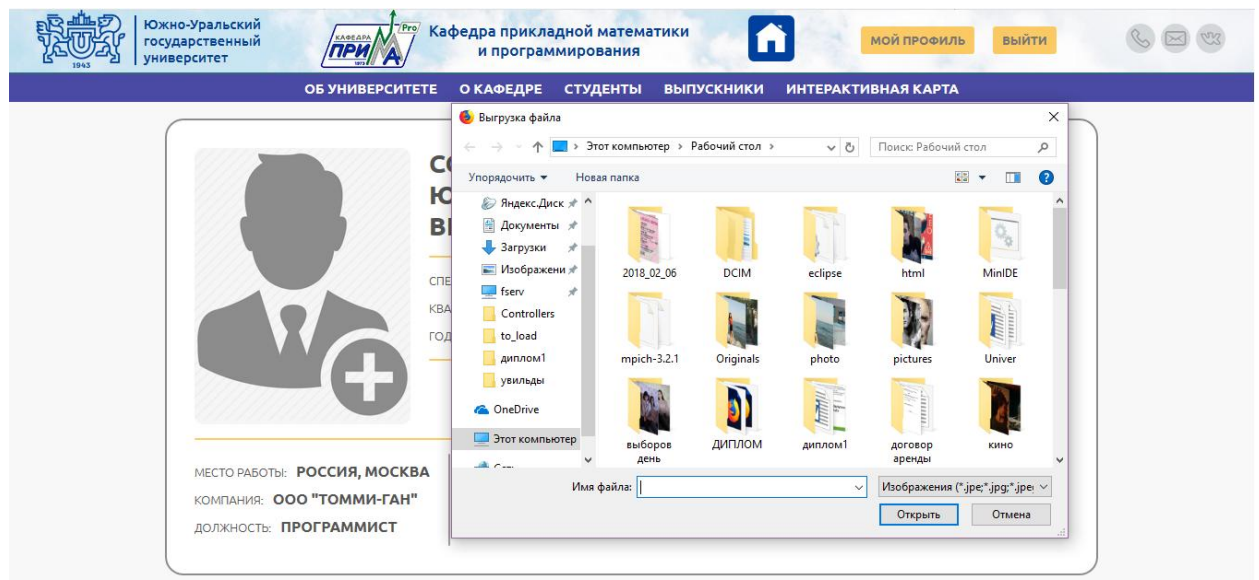 Южно-Уральский
государственный
университет
1943
КАФЕДРА
ПРИМА
Pro
1973
Кафедра прикладной математики
и программирования
МОЙ ПРОФИЛЬ
ВЫЙТИ
ОБ УНИВЕРСИТЕТЕ О КАФЕДРЕ СТУДЕНТЫ ВЫПУСКНИКИ ИНТЕРАКТИВНАЯ КАРТА
СПЕ
КВА
ГОД
МЕСТО РАБОТЫ: РОССИЯ, МОСКВА
КОМПАНИЯ: ООО "ТОММИ-ГАН"
ДОЛЖНОСТЬ: ПРОГРАММИСТ
Выгрузка файла
Этот компьютер › Рабочий стол ›
Поиск: Рабочий стол
Упорядочить
Новая папка
Яндекс.Диск
Документы
Загрузки
Изображени
fserv
Controllers
to_load
диплом1
увильды
OneDrive
Этот компьютер
2018_02_06 DCIM eclipse html MinIDE
mpich-3.2.1 Originals photo pictures Univer
выборов день ДИПЛОМ диплом1 договор аренды кино
Имя файла:
Изображения (*.jpe;*.jpg;*.jpe
Открыть
Отмена